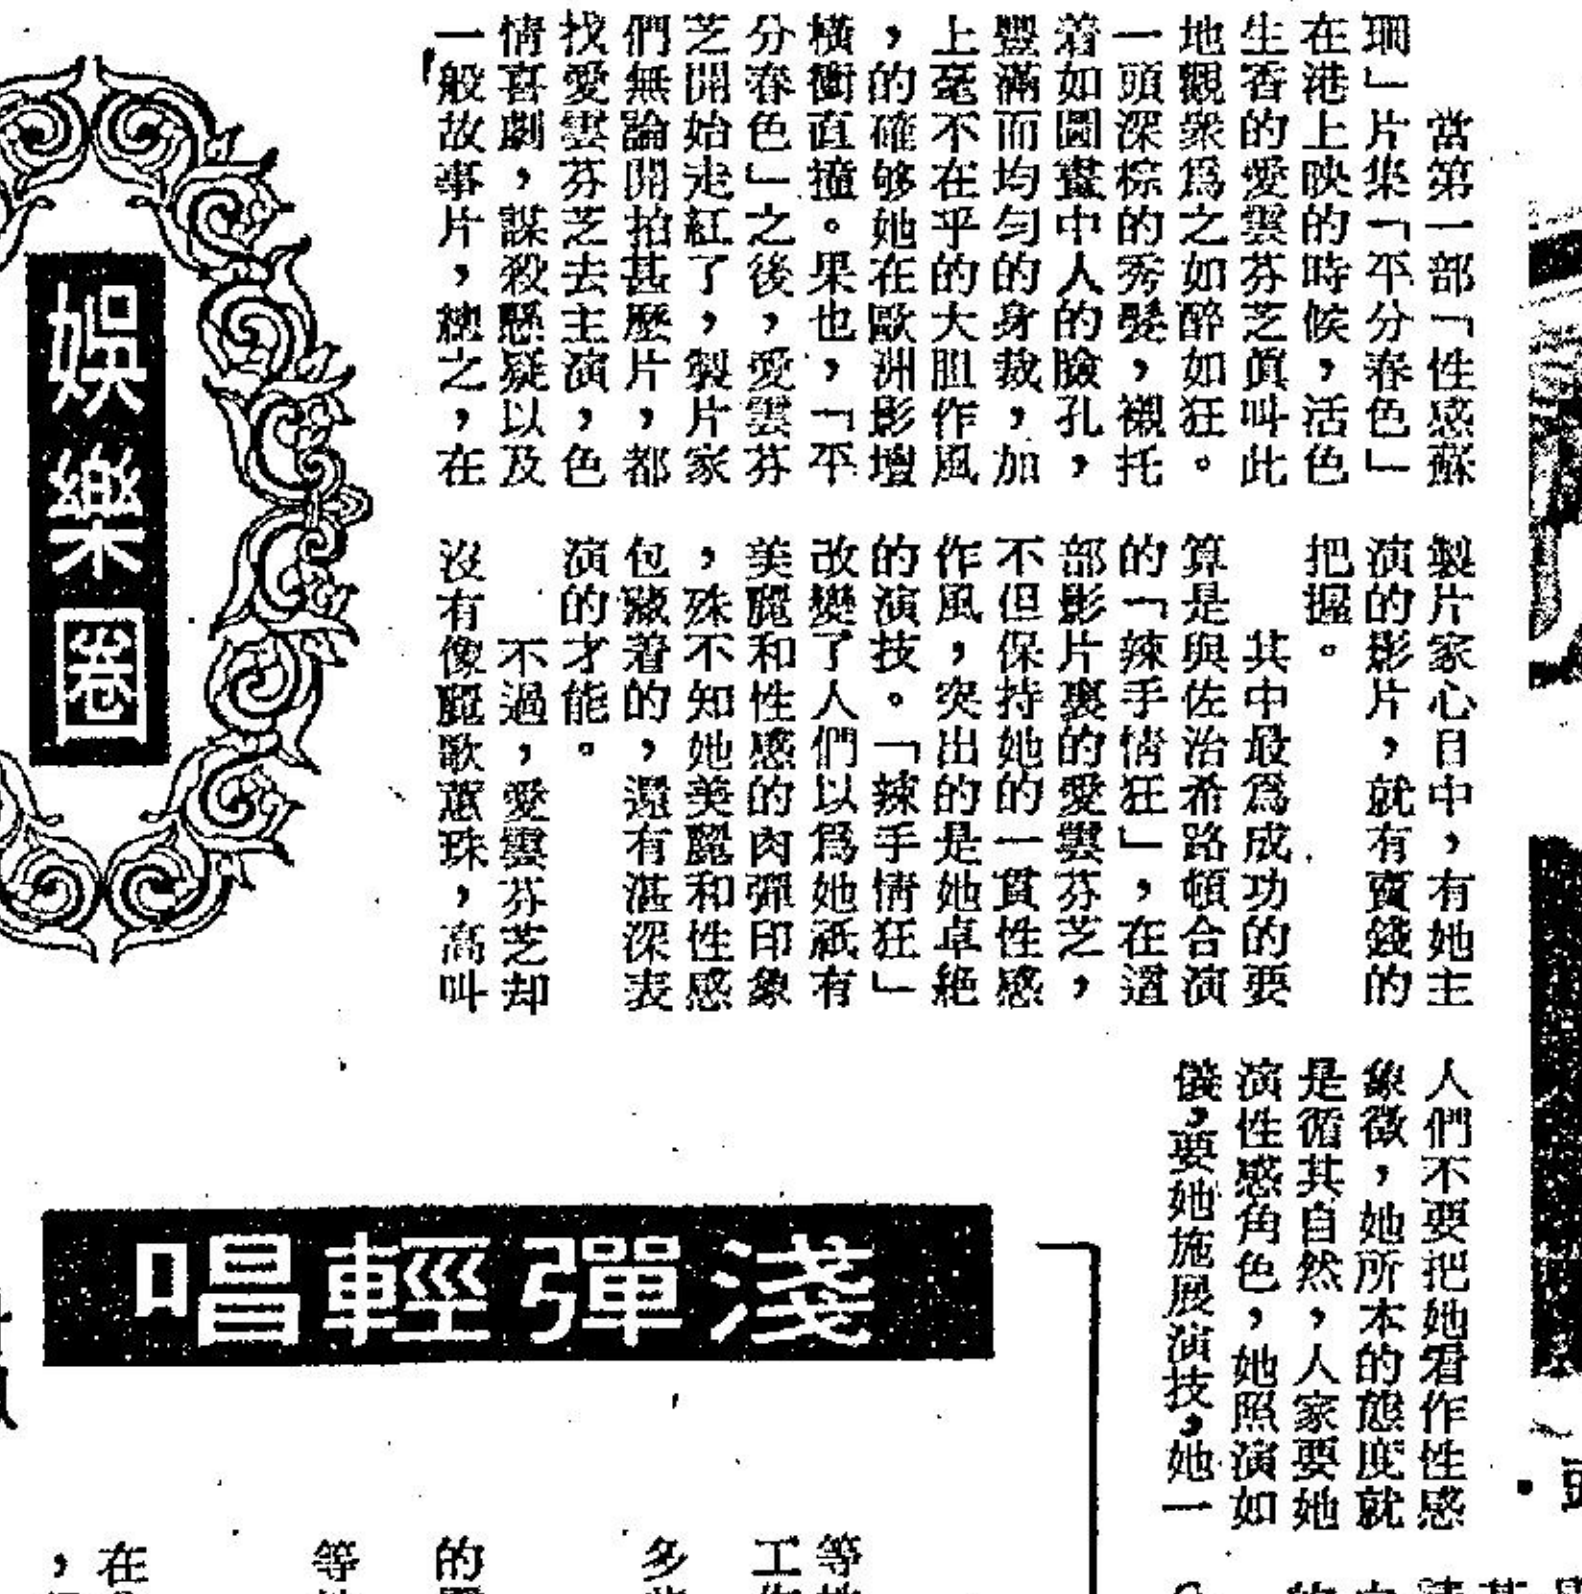 當第一部「性感蘇
珊」片集「平分春色」
在港上映的時候，活色
生香的愛雲芬芝眞叫此
地觀衆爲之如醉如狂。
一頭深棕的秀髮，襯托
着如圖畫中人的臉孔，
豐滿而均勻的身裁，加
上毫不在乎的大胆作風
，的確够她在歐洲影壇
橫衝直撞。果也，「平
分春色」之後，愛雲芬
芝開始走紅了，製片家
們無論開拍甚麽片，都
找愛雲芬芝去主演，色
情喜劇，謀殺懸疑以及
一般故事片，總之，在
製片家心目中，有她主
演的影片，就有賣錢的
把握。
其中最爲成功的要
算是與佐治希路頓合演
的「辣手情狂」，在這
部影片裏的愛雲芬芝，
不但保持她的一貫性感
作風，突出的是她卓絕
的演技。「辣手情狂」
改變了人們以爲她祇有
美麗和性感的肉彈印象
，殊不知她美麗和性感
包藏着的，還有湛深表
演的才能。
不過，愛雲芬芝却
沒有像麗歌蕙珠，高叫
人們不要把她看作性感
象徵，她所本的態度就
是循其自然，人家要她
演性感角色，她照演如
儀，要她施展演技，她一
娛樂圈
唱輕彈淺
等
工
多
的
等
在
，